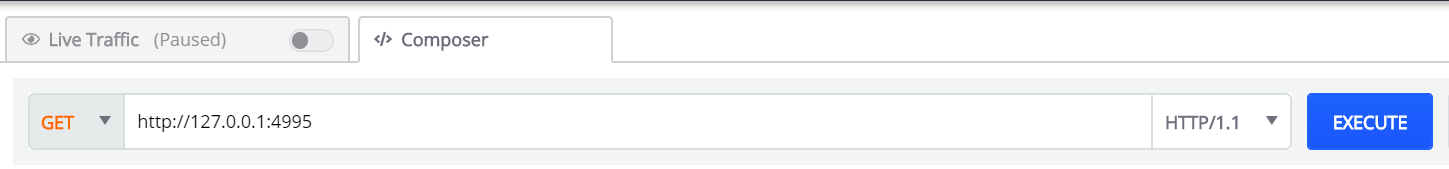 Live Traffic (Paused) </> Composer
GET http://127.0.0.1:4995 HTTP/1.1 EXECUTE